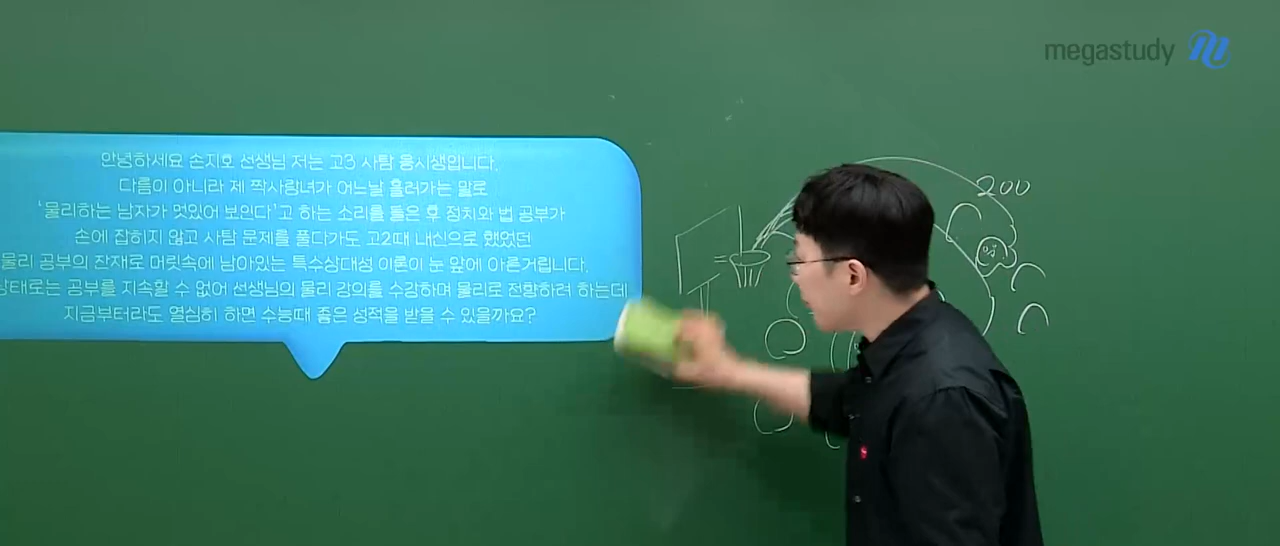 megastudy
안녕하세요 손지호 선생님 저는 고3 사탐 응시생입니다.
다름이 아니라 제 짝사랑녀가 어느날 흘러가는 말로
'물리하는 남자가 멋있어 보인다'고 하는 소리를 들은 후 정치와 법 공부가
손에 잡히지 않고 사탐 문제를 풀다가도 고2때 내신으로 했었던
물리 공부의 잔재로 머릿속에 남아있는 특수상대성 이론이 눈 앞에 아른거립니다.
상태로는 공부를 지속할 수 없어 선생님의 물리 강의를 수강하며 물리로 전향하려 하는데
지금부터라도 열심히 하면 수능때 좋은 성적을 받을 수 있을까요?
200